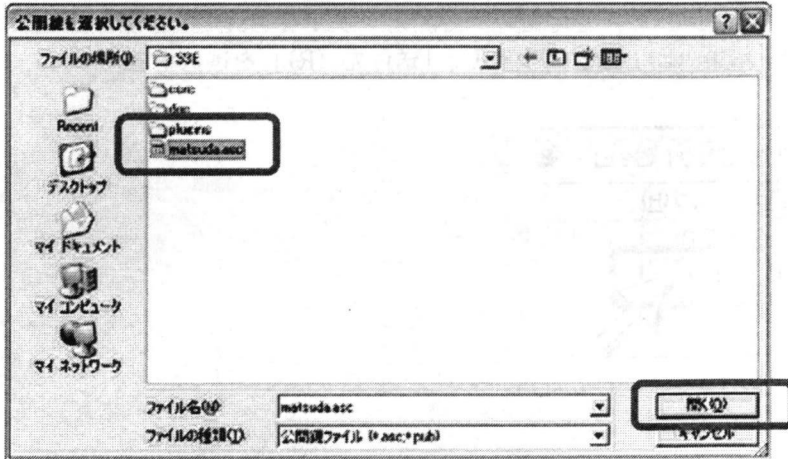 公開鍵を選択してください。
ファイルの場所(I):
S3E
core
doc
plugins
matsuda.asc
Recent
デスクトップ
マイ ドキュメント
マイ コンピュータ
マイ ネットワーク
ファイル名(N):
matsuda.asc
開く(O)
ファイルの種類(T):
公開鍵ファイル (*.asc;*.pub)
キャンセル